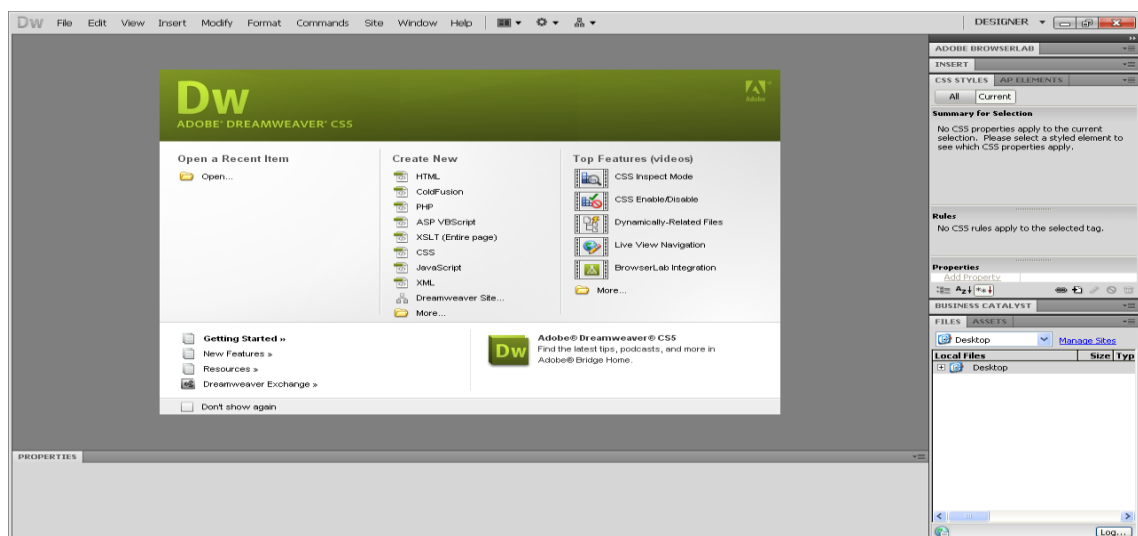 DW File Edit View Insert Modify Format Commands Site Window Help DESIGNER
ADOBE BROWSERLAB
INSERT
CSS STYLES AP ELEMENTS
All Current
Summary for Selection
No CSS properties apply to the current
selection. Please select a styled element to
see which CSS properties apply.
Rules
No CSS rules apply to the selected tag.
Properties
Add Property
BUSINESS CATALYST
FILES ASSETS
Desktop Manage Sites
Local Files Size Typ
Desktop
Log...
Dw
ADOBE® DREAMWEAVER® CS5
Adobe
Open a Recent Item
Open...
Create New
HTML
ColdFusion
PHP
ASP VBScript
XSLT (Entire page)
CSS
JavaScript
XML
Dreamweaver Site...
More...
Top Features (videos)
CSS Inspect Mode
CSS Enable/Disable
Dynamically-Related Files
Live View Navigation
BrowserLab Integration
More...
Getting Started »
New Features »
Resources »
Dreamweaver Exchange »
Dw
Adobe® Dreamweaver® CS5
Find the latest tips, podcasts, and more in
Adobe® Bridge Home.
Don't show again
PROPERTIES